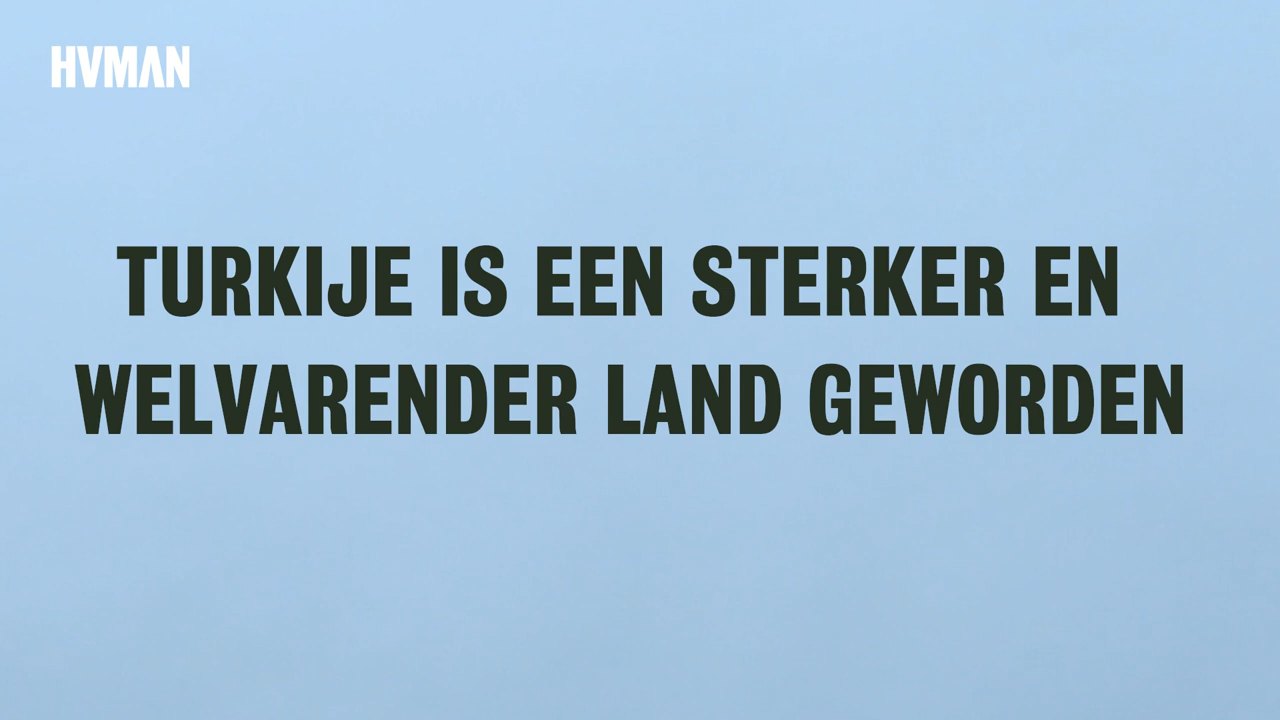 HVMAN
TURKIJE IS EEN STERKER EN
WELVARENDER LAND GEWORDEN